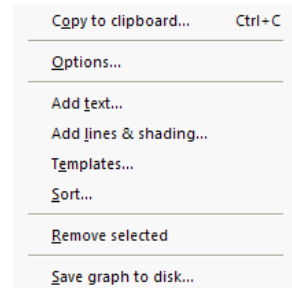 Copy to clipboard... Ctrl+C
Options...
Add text...
Add lines & shading...
Templates...
Sort...
Remove selected
Save graph to disk...